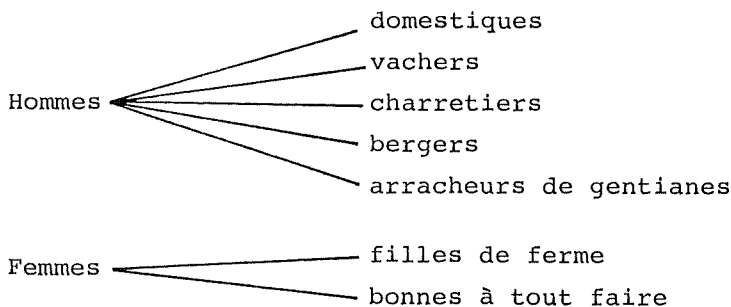 domestiques
vachers
Hommes
charretiers
bergers
arracheurs de gentianes
Femmes
filles de ferme
bonnes à tout faire